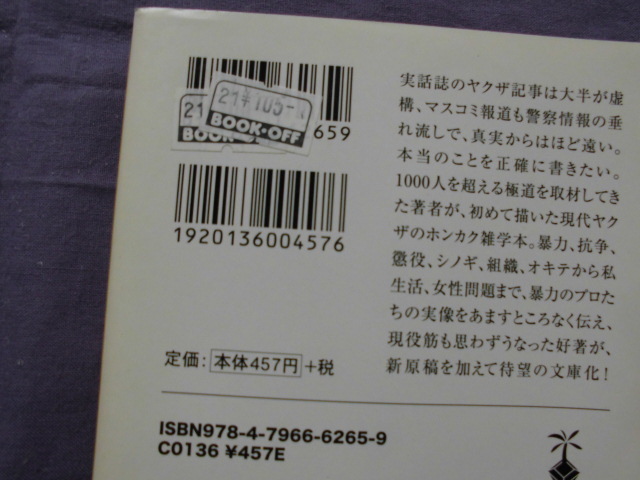 21 ¥105-
BOOK・OFF
21
BOOK
659
1920136004576
定価：本体457円+税
ISBN978-4-7966-6265-9
C0136 ¥457E
実話誌のヤクザ記事は大半が虚
構、マスコミ報道も警察情報の垂
れ流しで、真実からはほど遠い。
本当のことを正確に書きたい。
1000人を超える極道を取材してき
た著者が、初めて描いた現代ヤク
ザのホンカク雑学本。暴力、抗争、
懲役、シノギ、組織、オキテから私
生活、女性問題まで、暴力のプロた
ちの実像をあますところなく伝え、
現役筋も思わずうなった好著が、
新原稿を加えて待望の文庫化！